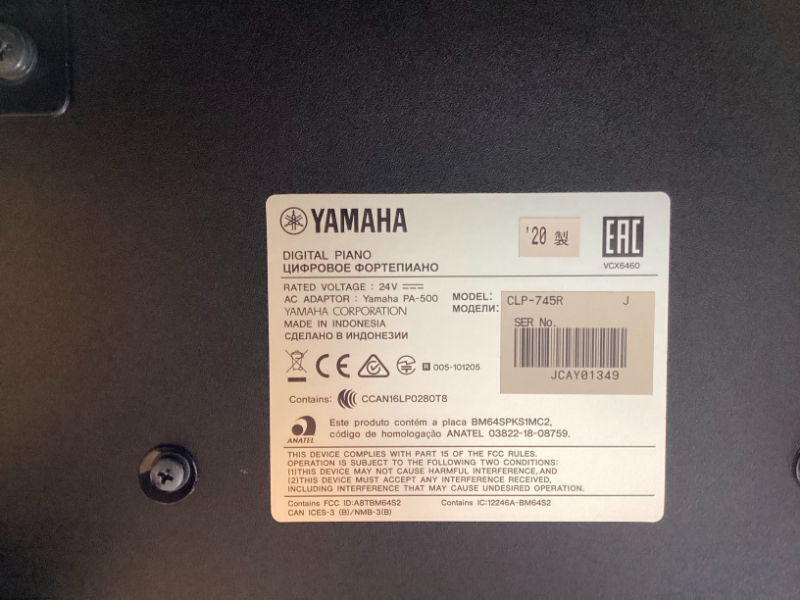 YAMAHA
'20 製
EAC
VCX6460
DIGITAL PIANO
ЦИФРОВОЕ ФОРТЕПИАНО
RATED VOLTAGE : 24V
AC ADAPTOR : Yamaha PA-500
YAMAHA CORPORATION
MADE IN INDONESIA
СДЕЛАНО В ИНДОНЕЗИИ
MODEL:
МОДЕЛИ:
CLP-745R J
SER No.
JCAY01349
CE
R 005-101205
Contains: CCAN16LP0280T8
ANATEL
Este produto contém a placa BM64SPKS1MC2,
código de homologação ANATEL 03822-18-08759.
THIS DEVICE COMPLIES WITH PART 15 OF THE FCC RULES.
OPERATION IS SUBJECT TO THE FOLLOWING TWO CONDITIONS:
(1)THIS DEVICE MAY NOT CAUSE HARMFUL INTERFERENCE, AND
(2)THIS DEVICE MUST ACCEPT ANY INTERFERENCE RECEIVED,
INCLUDING INTERFERENCE THAT MAY CAUSE UNDESIRED OPERATION.
Contains FCC ID:A8TBM64S2 Contains IC:12246A-BM64S2
CAN ICES-3 (B)/NMB-3(B)